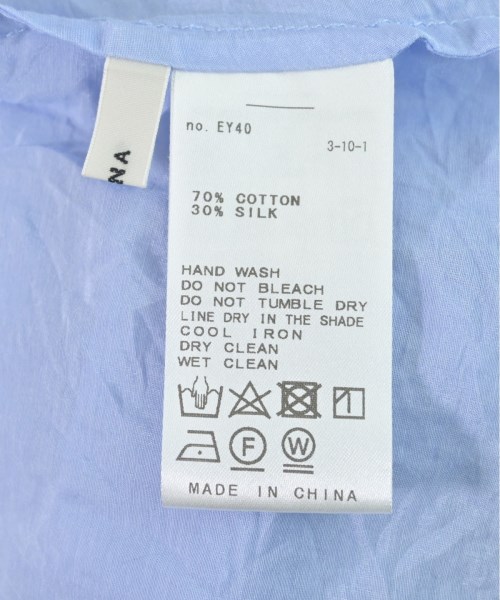 NA
no. EY40
3-10-1
70% COTTON
30% SILK
HAND WASH
DO NOT BLEACH
DO NOT TUMBLE DRY
LINE DRY IN THE SHADE
COOL IRON
DRY CLEAN
WET CLEAN
F W
MADE IN CHINA